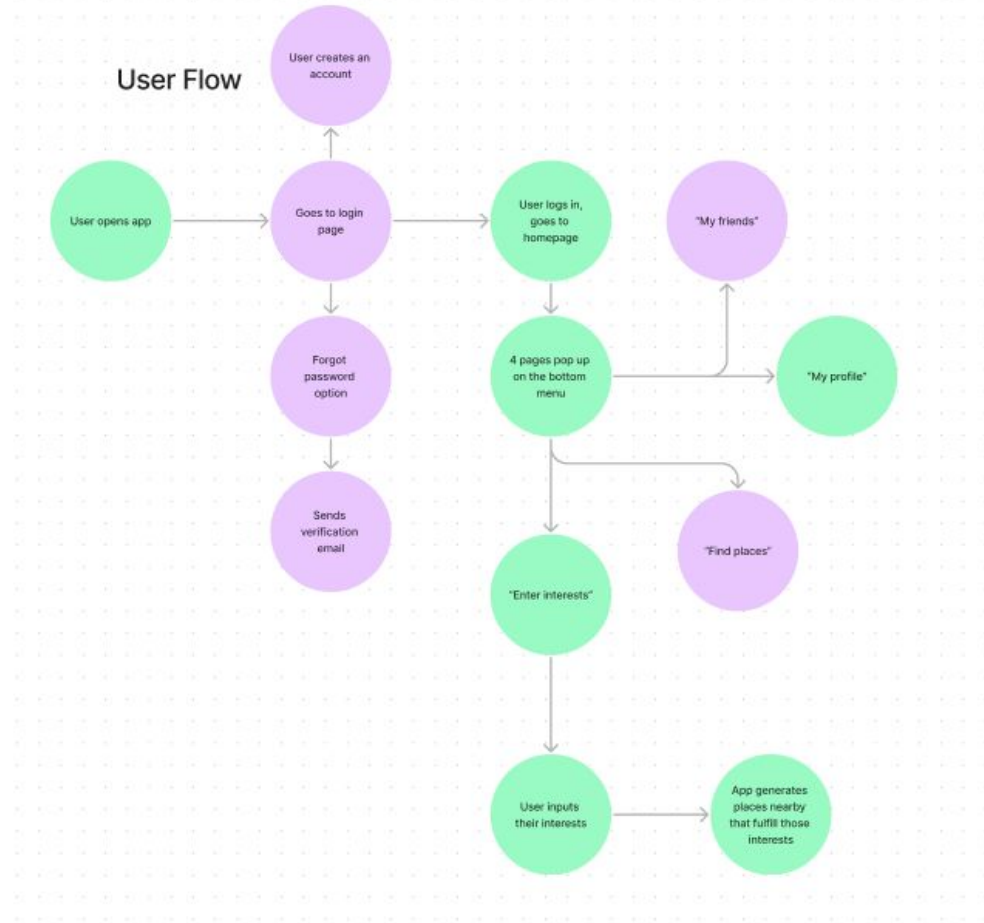 User Flow
User creates an
account
User opens app
Goes to login
page
User logs in,
goes to
homepage
"My friends"
Forgot
password
option
4 pages pop up
on the bottom
menu
"My profile"
Sends
verification
email
"Find places"
"Enter interests"
User inputs
their interests
App generates
places nearby
that fulfill those
interests